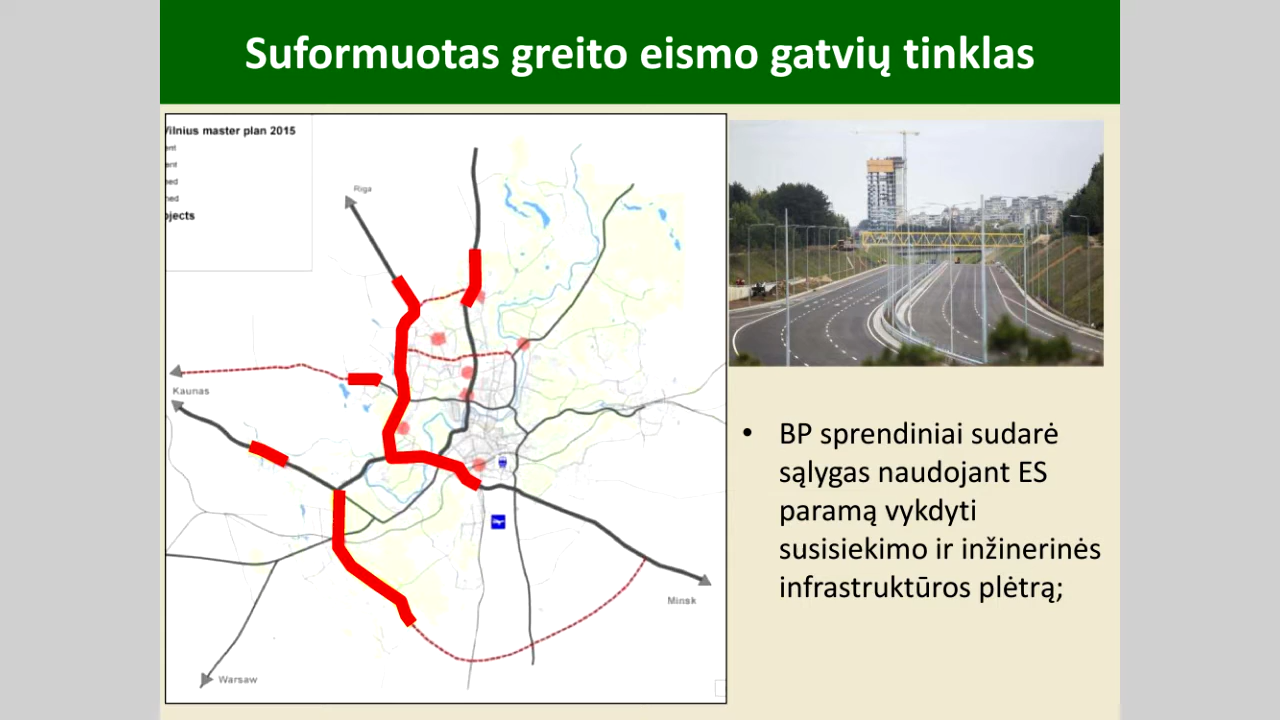 Suformuotas greito eismo gatvių tinklas
Vilnius master plan 2015
Riga
Kaunas
Minsk
Warsaw
• BP sprendiniai sudarė
sąlygas naudojant ES
paramą vykdyti
susisiekimo ir inžinerinės
infrastruktūros plėtrą;